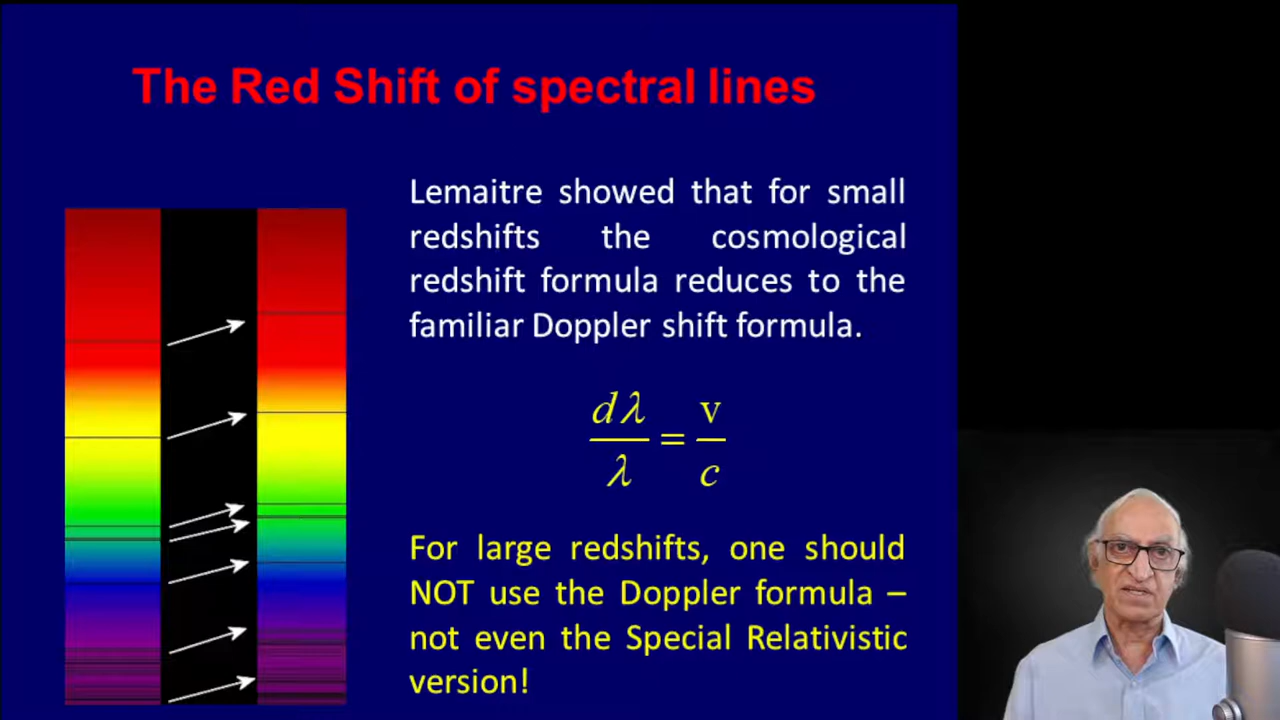 The Red Shift of spectral lines
Lemaitre showed that for small
redshifts the cosmological
redshift formula reduces to the
familiar Doppler shift formula.
dλ/λ = v/c
For large redshifts, one should
NOT use the Doppler formula –
not even the Special Relativistic
version!